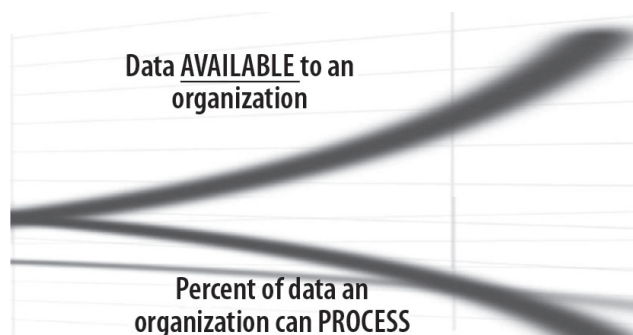 Data AVAILABLE to an
organization
Percent of data an
organization can PROCESS